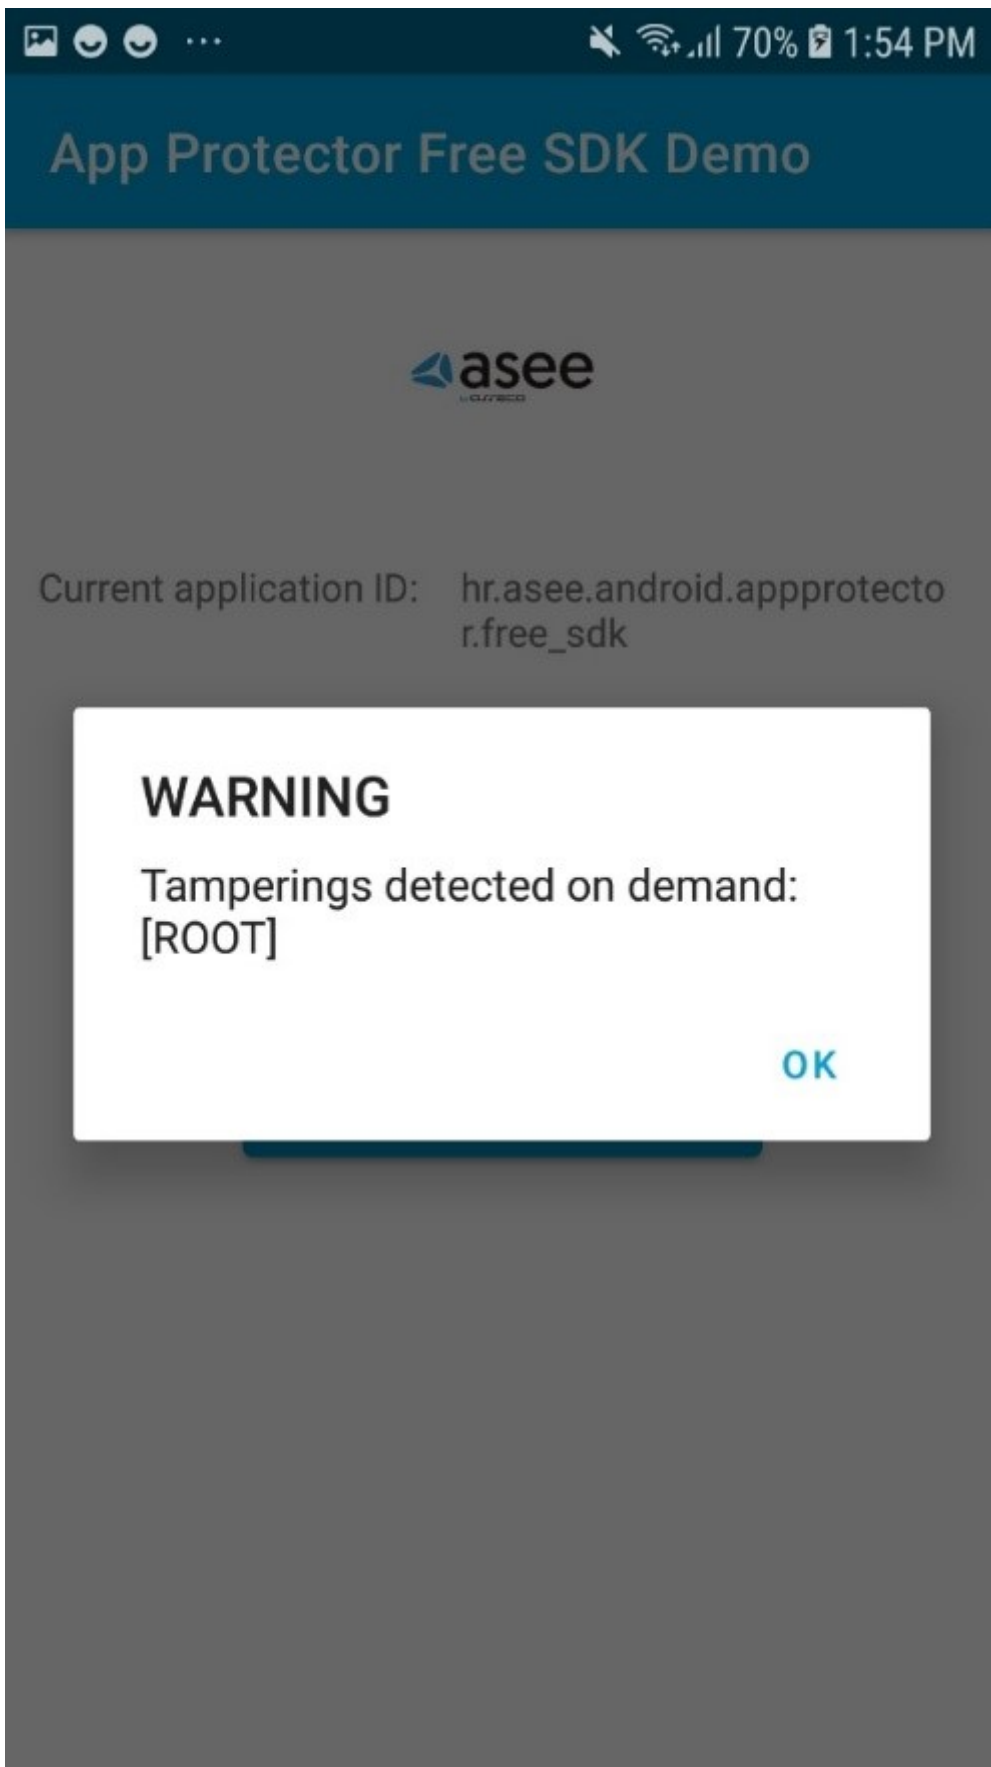 70% 1:54 PM
App Protector Free SDK Demo
asee
Current application ID: hr.asee.android.appprotecto
r.free_sdk
WARNING
Tamperings detected on demand:
[ROOT]
OK